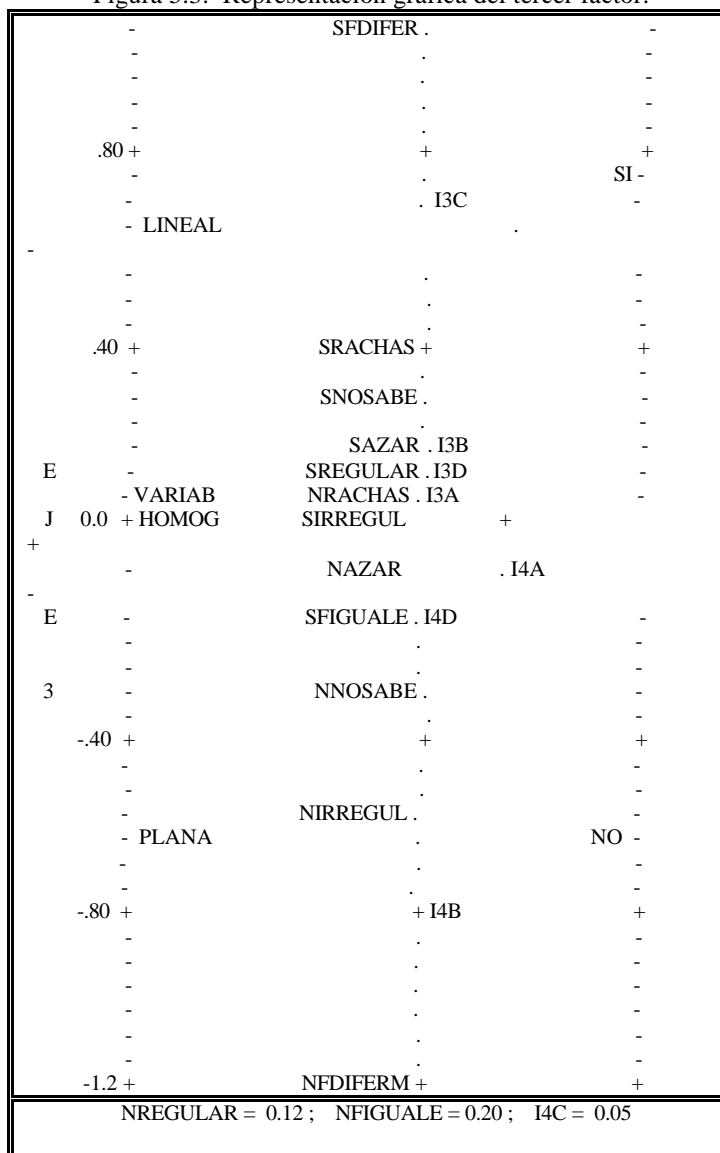 Figura 5.3. Representación gráfica del tercer factor.
- SFDIFER . -
- . -
- . -
- . -
- . -
.80 + + +
- . SI -
- . I3C -
- LINEAL .
-
- . -
- . -
- . -
.40 + SRACHAS + +
- . -
- SNOSABE . -
- . -
- SAZAR . I3B -
E - SREGULAR . I3D -
- VARIAB NRACHAS . I3A -
J 0.0 + HOMOG SIRREGUL +
+
- NAZAR . I4A
-
E - SFIGUALE . I4D -
- . -
- . -
3 - NNOSABE . -
- . -
-.40 + + +
- . -
- . -
- NIRREGUL . -
- PLANA . NO -
- . -
- . -
-.80 + + I4B +
- . -
- . -
- . -
- . -
- . -
- . -
-1.2 + NFDIFERM + +
NREGULAR = 0.12 ; NFIGUALE = 0.20 ; I4C = 0.05